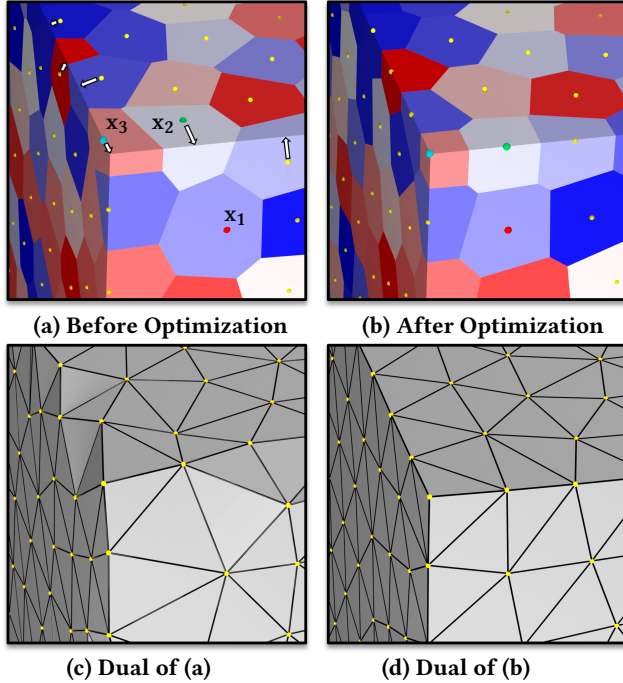 x₃ x₂
x₁
(a) Before Optimization (b) After Optimization
(c) Dual of (a) (d) Dual of (b)